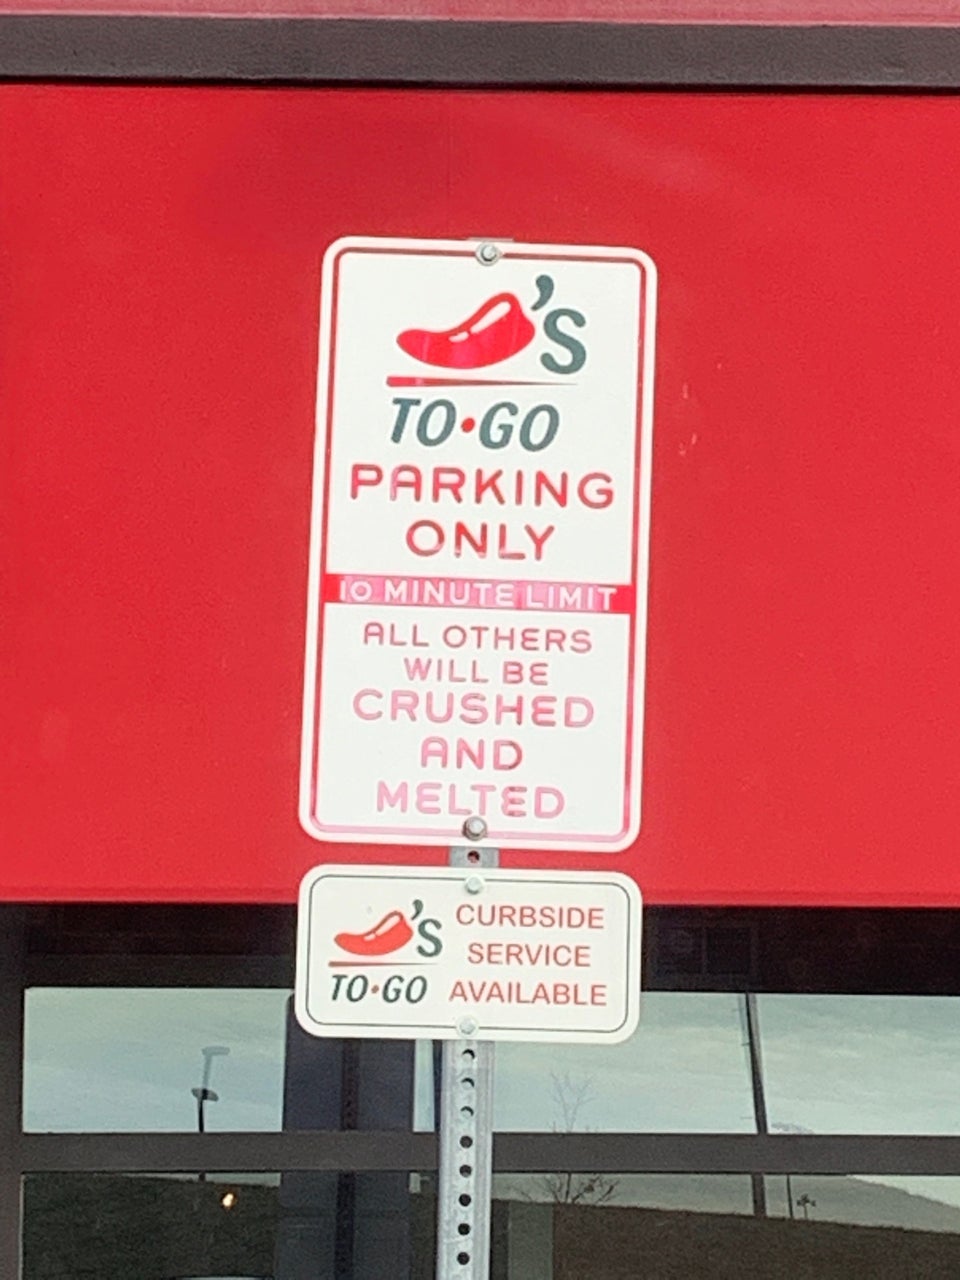 's
TO•GO
PARKING
ONLY
10 MINUTE LIMIT
ALL OTHERS
WILL BE
CRUSHED
AND
MELTED
's
TO•GO
CURBSIDE
SERVICE
AVAILABLE